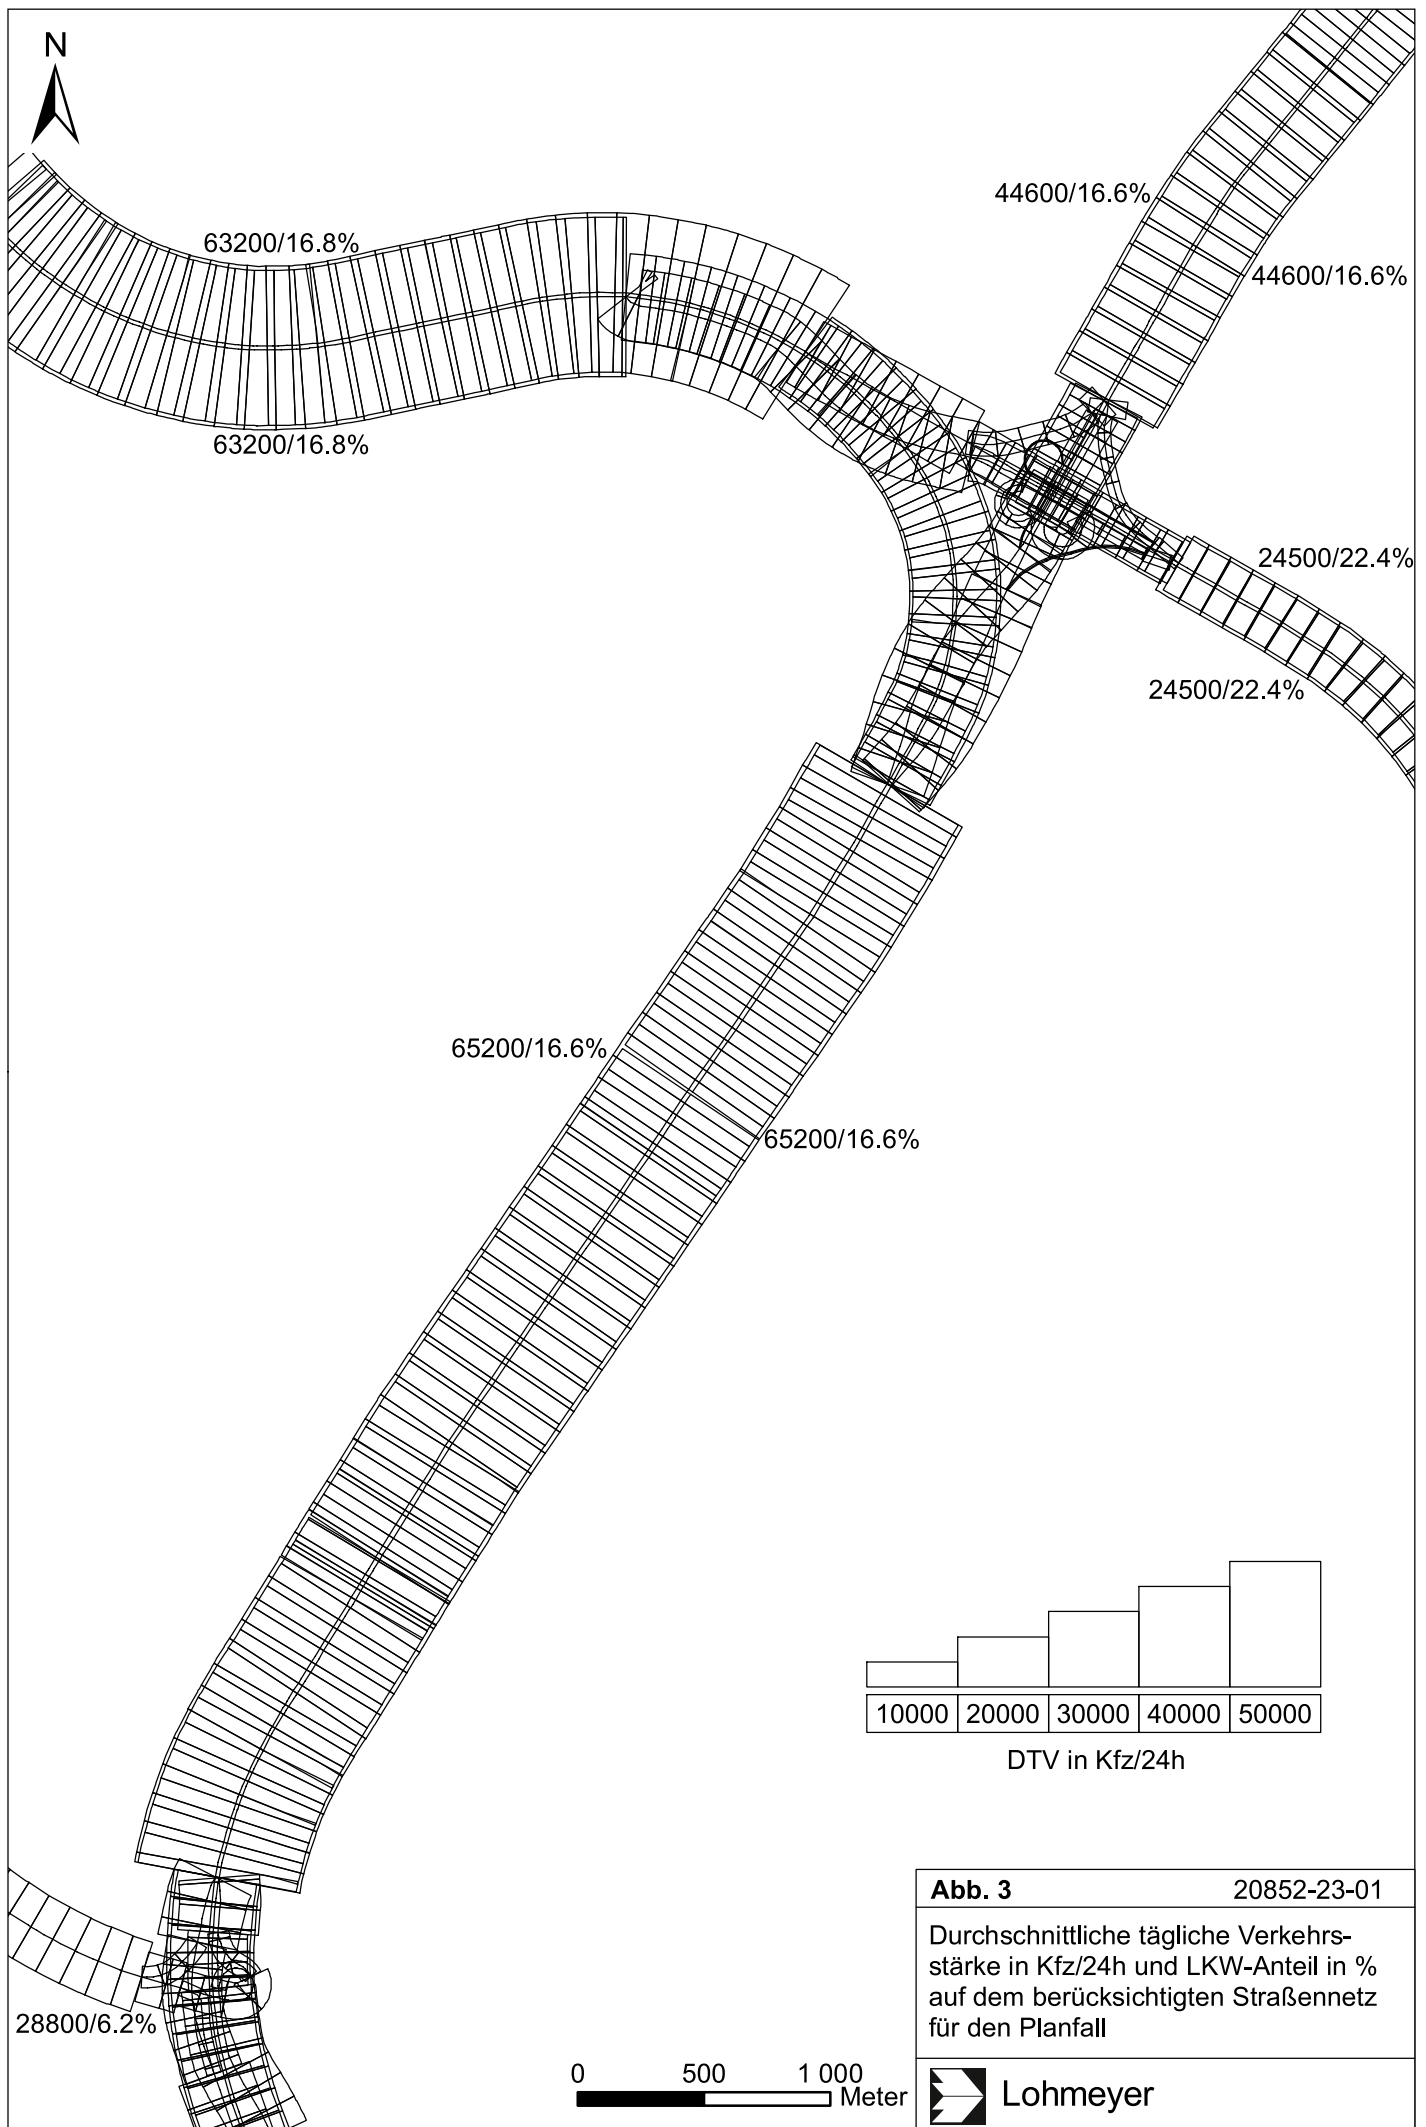 N
44600/16.6%
63200/16.8%
44600/16.6%
63200/16.8%
24500/22.4%
24500/22.4%
65200/16.6%
65200/16.6%
10000 20000 30000 40000 50000
DTV in Kfz/24h
Abb. 3 20852-23-01
Durchschnittliche tägliche Verkehrs-
stärke in Kfz/24h und LKW-Anteil in %
auf dem berücksichtigten Straßennetz
für den Planfall
28800/6.2%
0 500 1 000
Meter
Lohmeyer